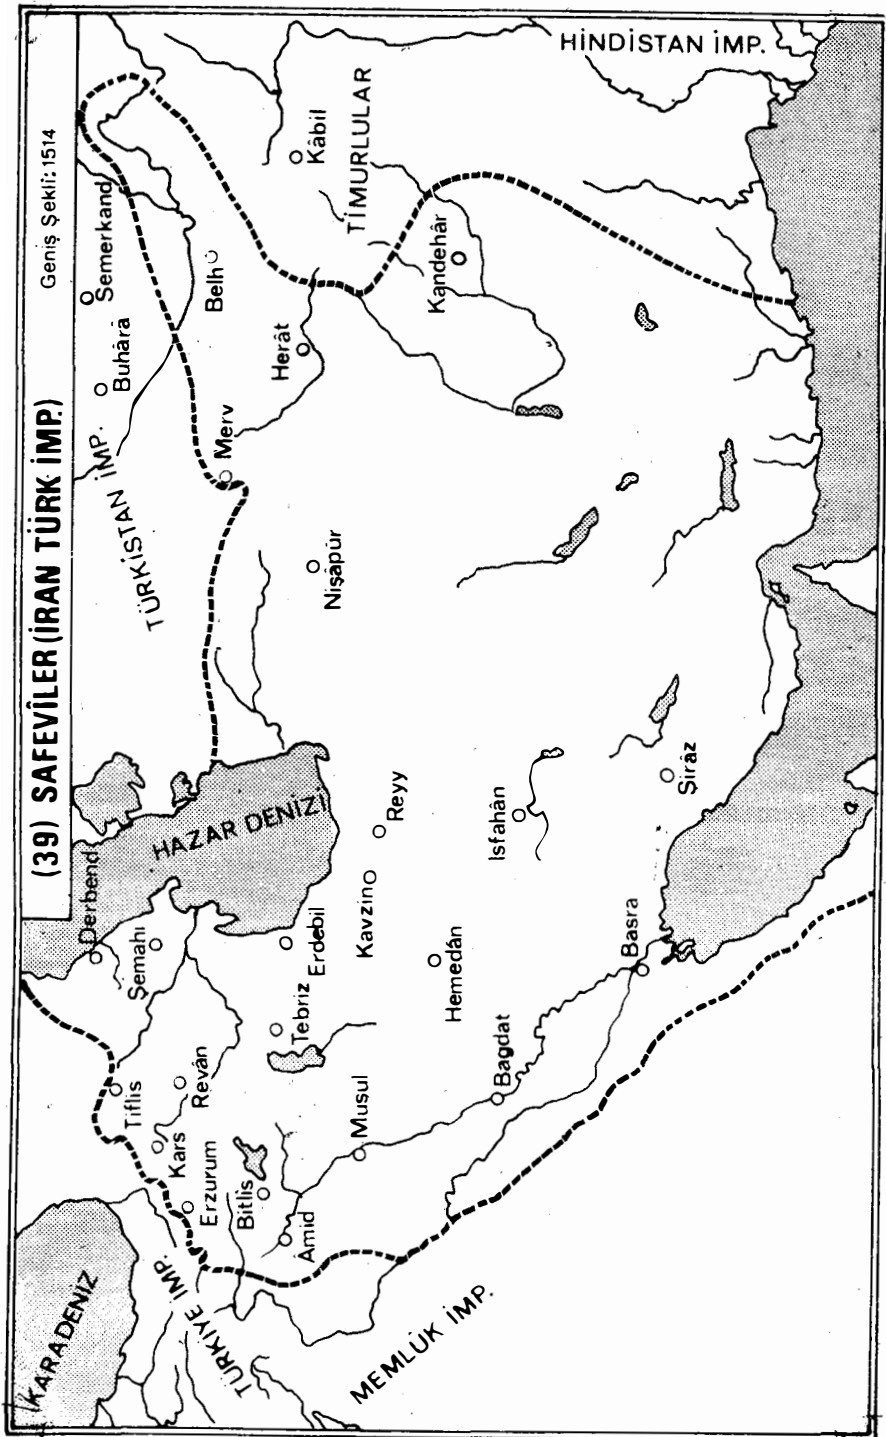 (39) SAFEVİLER (İRAN TÜRK İMP.)
Geniş Şekli: 1514
KARADENİZ
HAZAR DENİZİ
TÜRKİYE İMP.
MEMLÜK İMP.
TÜRKİSTAN İMP.
TİMURLULAR
HİNDİSTAN İMP.
Derbend
Şemahı
Tiflis
Revân
Kars
Erzurum
Bitlis
Âmid
Musul
Tebriz
Erdebil
Kavzin
Reyy
Hemedân
Bagdat
Basra
Isfahân
Şirâz
Nişâpûr
Merv
Herât
Buhârâ
Semerkand
Belh
Kâbil
Kandehâr